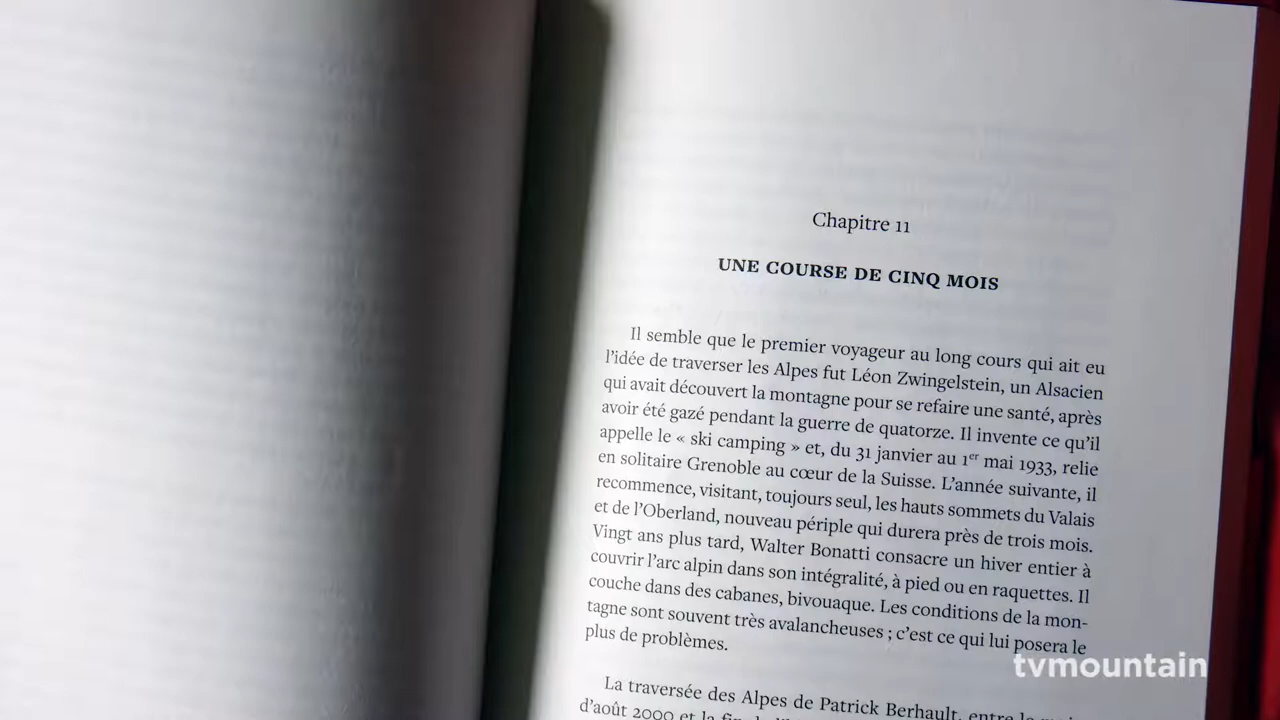 Chapitre 11
UNE COURSE DE CINQ MOIS
Il semble que le premier voyageur au long cours qui ait eu
l'idée de traverser les Alpes fut Léon Zwingelstein, un Alsacien
qui avait découvert la montagne pour se refaire une santé, après
avoir été gazé pendant la guerre de quatorze. Il invente ce qu'il
appelle le « ski camping » et, du 31 janvier au 1er mai 1933, relie
en solitaire Grenoble au cœur de la Suisse. L'année suivante, il
recommence, visitant, toujours seul, les hauts sommets du Valais
et de l'Oberland, nouveau périple qui durera près de trois mois.
Vingt ans plus tard, Walter Bonatti consacre un hiver entier à
couvrir l'arc alpin dans son intégralité, à pied ou en raquettes. Il
couche dans des cabanes, bivouaque. Les conditions de la mon-
tagne sont souvent très avalancheuses ; c'est ce qui lui posera le
plus de problèmes.
La traversée des Alpes de Patrick Berhault, entre le
d'août 2000 et la fin
tvmountain